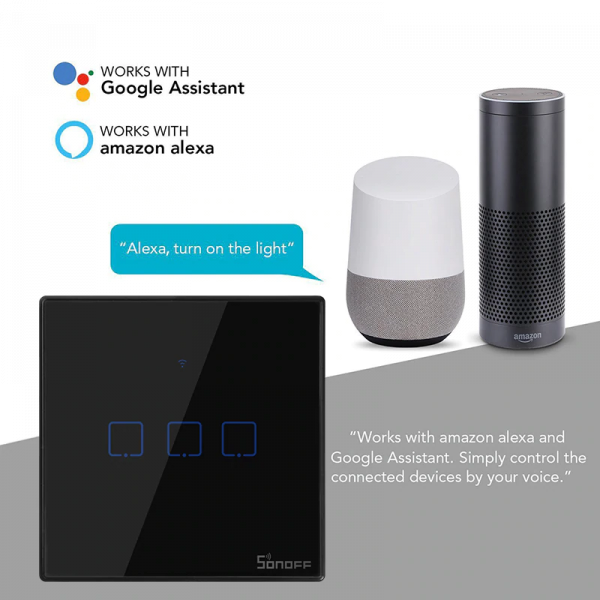 WORKS WITH
Google Assistant
WORKS WITH
amazon alexa
“Alexa, turn on the light“
amazon
“Works with amazon alexa and
Google Assistant. Simply control the
connected devices by your voice.”
SONOFF